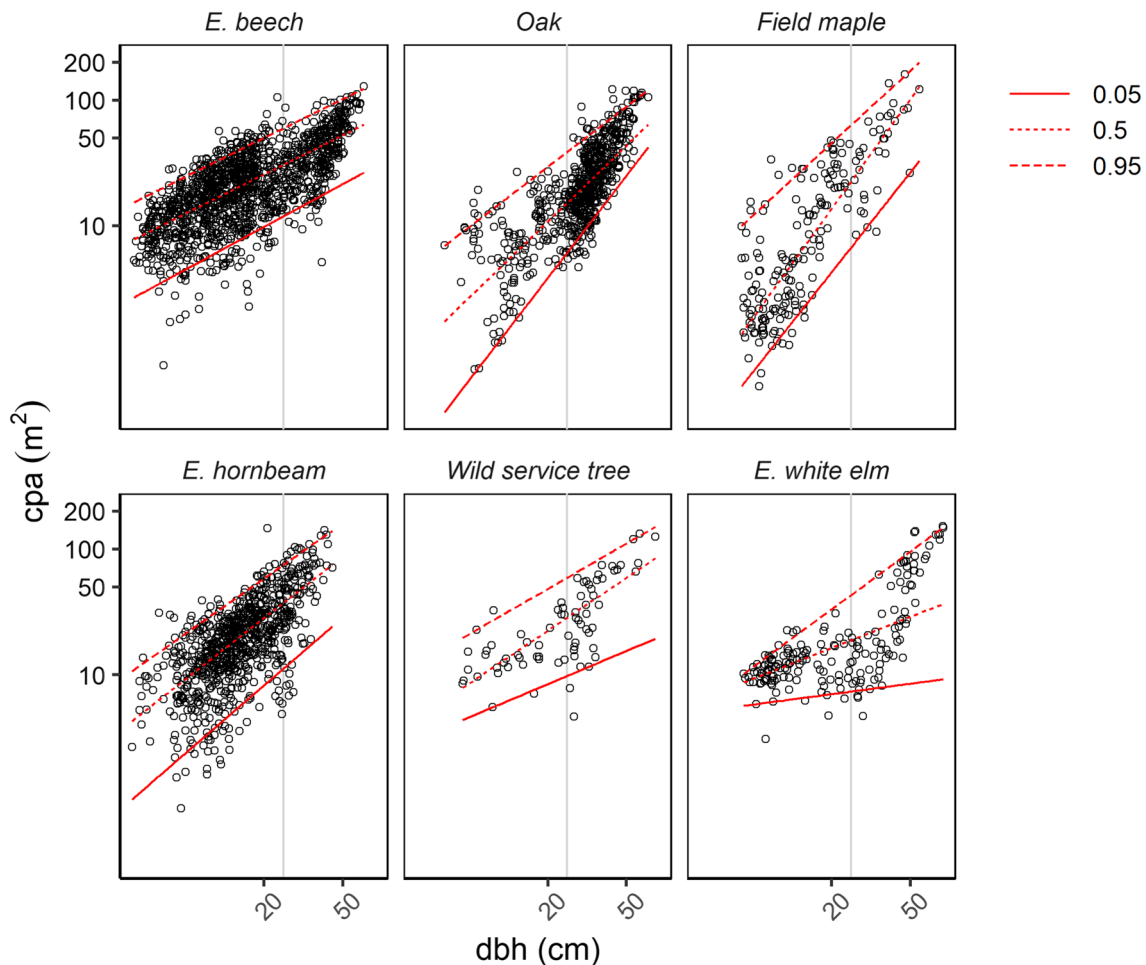 E. beech Oak Field maple
200
100
50
10
0.05
0.5
0.95
cpa (m²)
E. hornbeam Wild service tree E. white elm
200
100
50
10
20 50 20 50 20 50
dbh (cm)